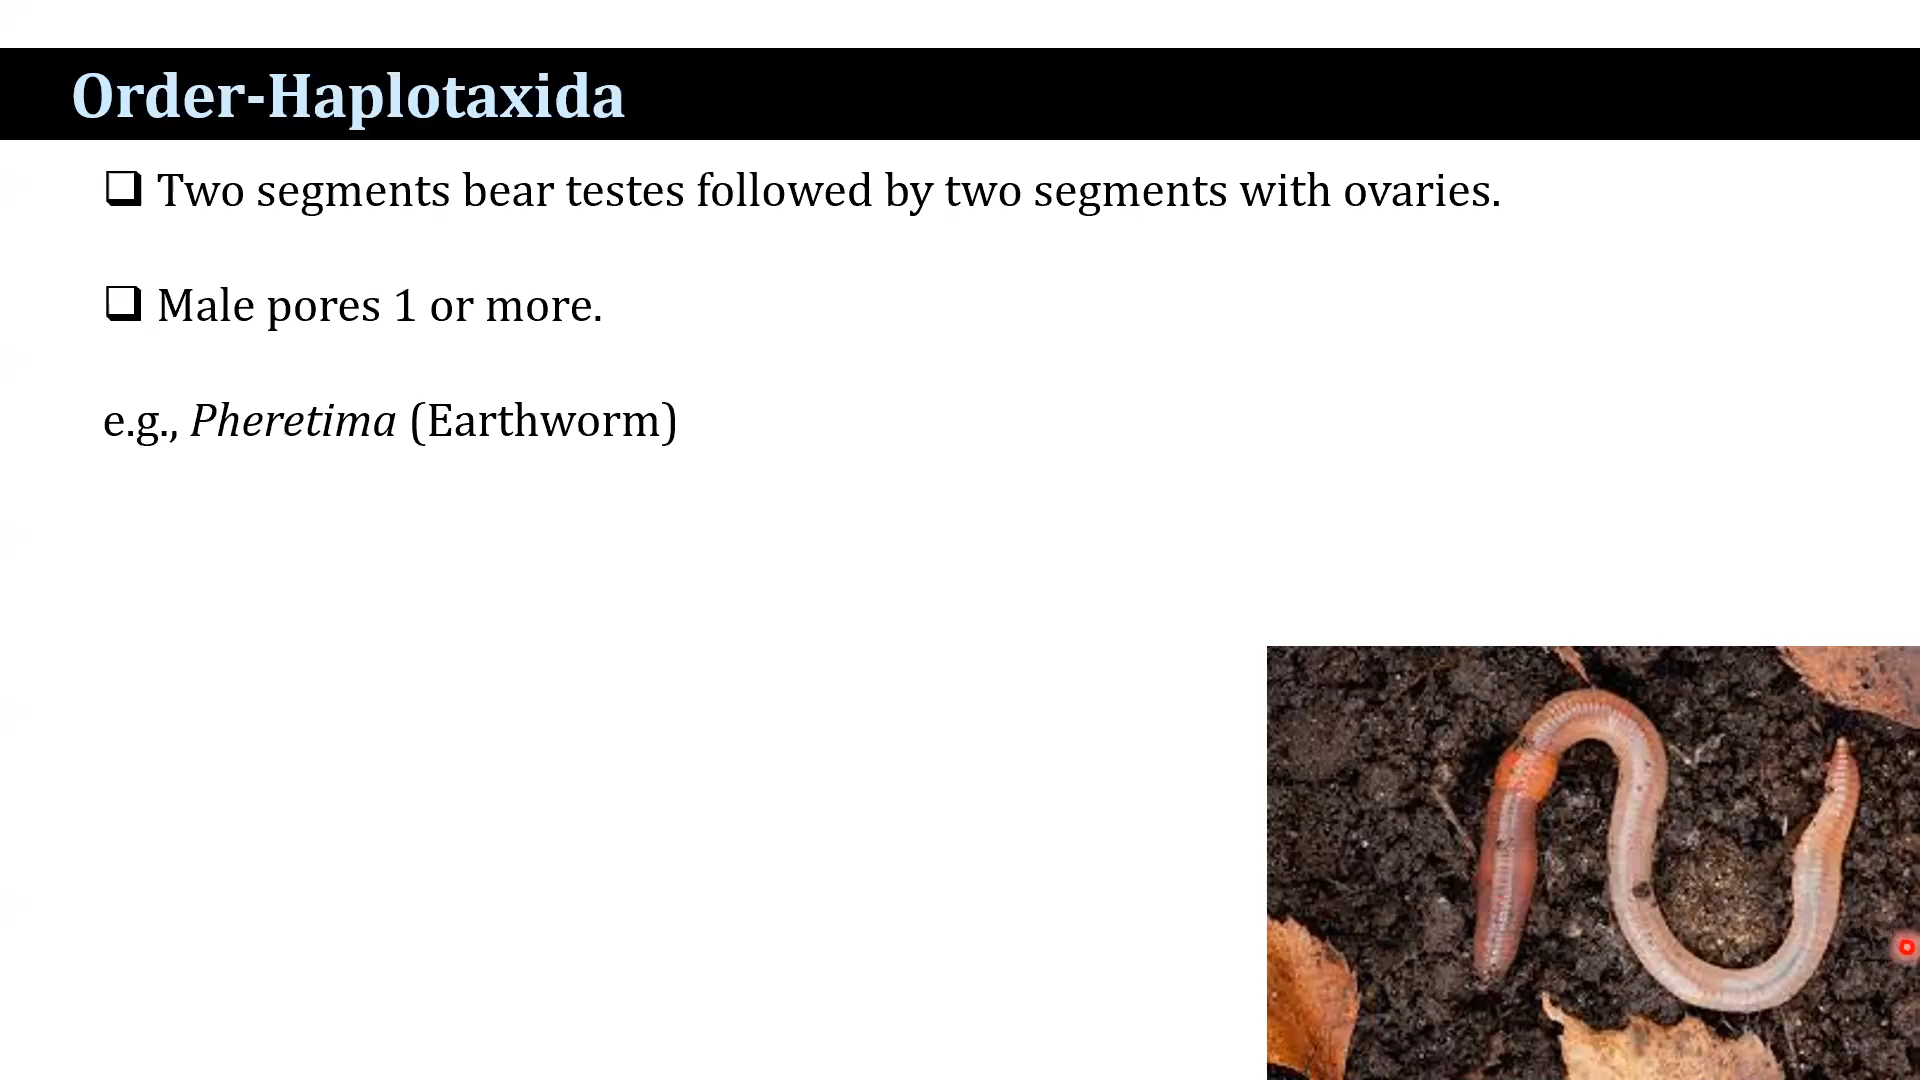 Order-Haplotaxida
❑ Two segments bear testes followed by two segments with ovaries.
❑ Male pores 1 or more.
e.g., Pheretima (Earthworm)